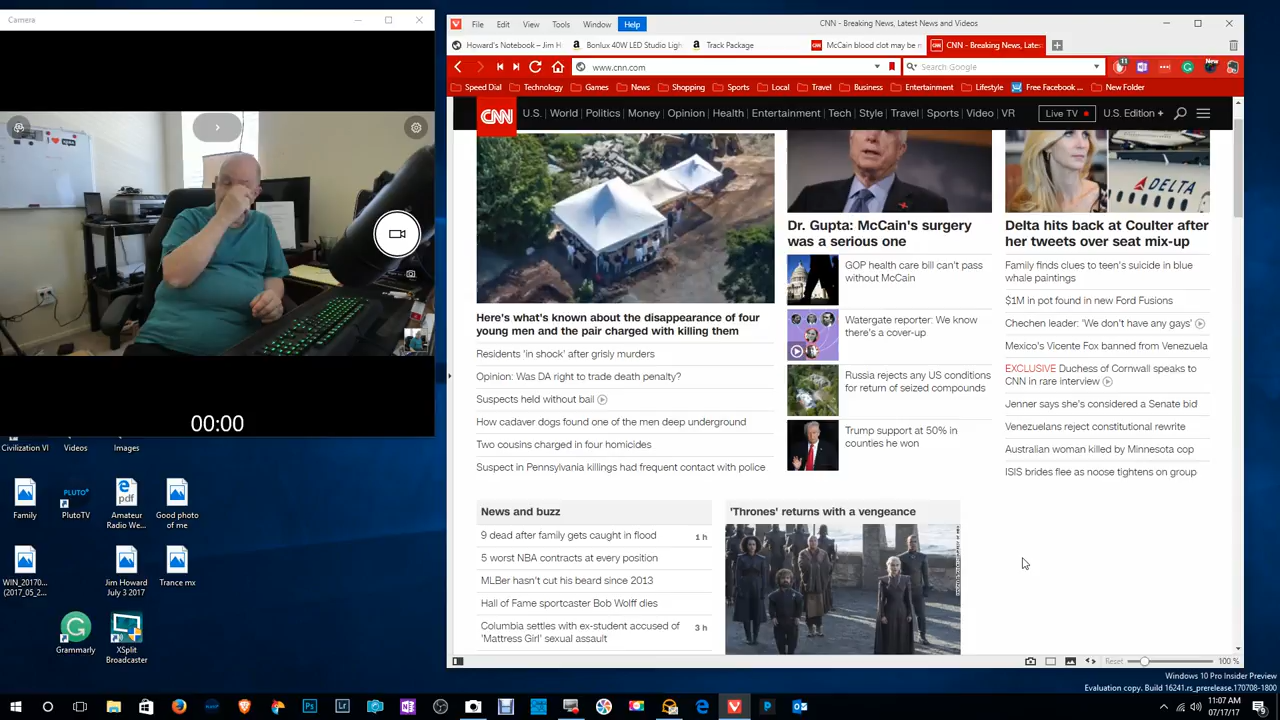 Camera
00:00
Civilization VI
Videos
Images
Family
PlutoTV
Amateur Radio We...
Good photo of me
WIN_20170... (2017_05_2...
Jim Howard July 3 2017
Trance mx
Grammarly
XSplit Broadcaster
File Edit View Tools Window Help
CNN - Breaking News, Latest News and Videos
Howard's Notebook – Jim H
Bonlux 40W LED Studio Ligh
Track Package
McCain blood clot may be m
CNN - Breaking News, Lates
www.cnn.com
Search Google
11
New
Speed Dial Technology Games News Shopping Sports Local Travel Business Entertainment Lifestyle Free Facebook ... New Folder
CNN U.S. World Politics Money Opinion Health Entertainment Tech Style Travel Sports Video VR Live TV U.S. Edition +
Here's what's known about the disappearance of four
young men and the pair charged with killing them
Residents 'in shock' after grisly murders
Opinion: Was DA right to trade death penalty?
Suspects held without bail
How cadaver dogs found one of the men deep underground
Two cousins charged in four homicides
Suspect in Pennsylvania killings had frequent contact with police
Dr. Gupta: McCain's surgery
was a serious one
GOP health care bill can't pass
without McCain
Watergate reporter: We know
there's a cover-up
Russia rejects any US conditions
for return of seized compounds
Trump support at 50% in
counties he won
DELTA
Delta hits back at Coulter after
her tweets over seat mix-up
Family finds clues to teen's suicide in blue
whale paintings
$1M in pot found in new Ford Fusions
Chechen leader: 'We don't have any gays'
Mexico's Vicente Fox banned from Venezuela
EXCLUSIVE Duchess of Cornwall speaks to
CNN in rare interview
Jenner says she's considered a Senate bid
Venezuelans reject constitutional rewrite
Australian woman killed by Minnesota cop
ISIS brides flee as noose tightens on group
News and buzz
9 dead after family gets caught in flood 1 h
5 worst NBA contracts at every position
MLBer hasn't cut his beard since 2013
Hall of Fame sportcaster Bob Wolff dies
Columbia settles with ex-student accused of 3 h
'Mattress Girl' sexual assault
'Thrones' returns with a vengeance
Reset 100 %
Windows 10 Pro Insider Preview
Evaluation copy. Build 16241.rs_prerelease.170708-1800
11:07 AM
07/17/17